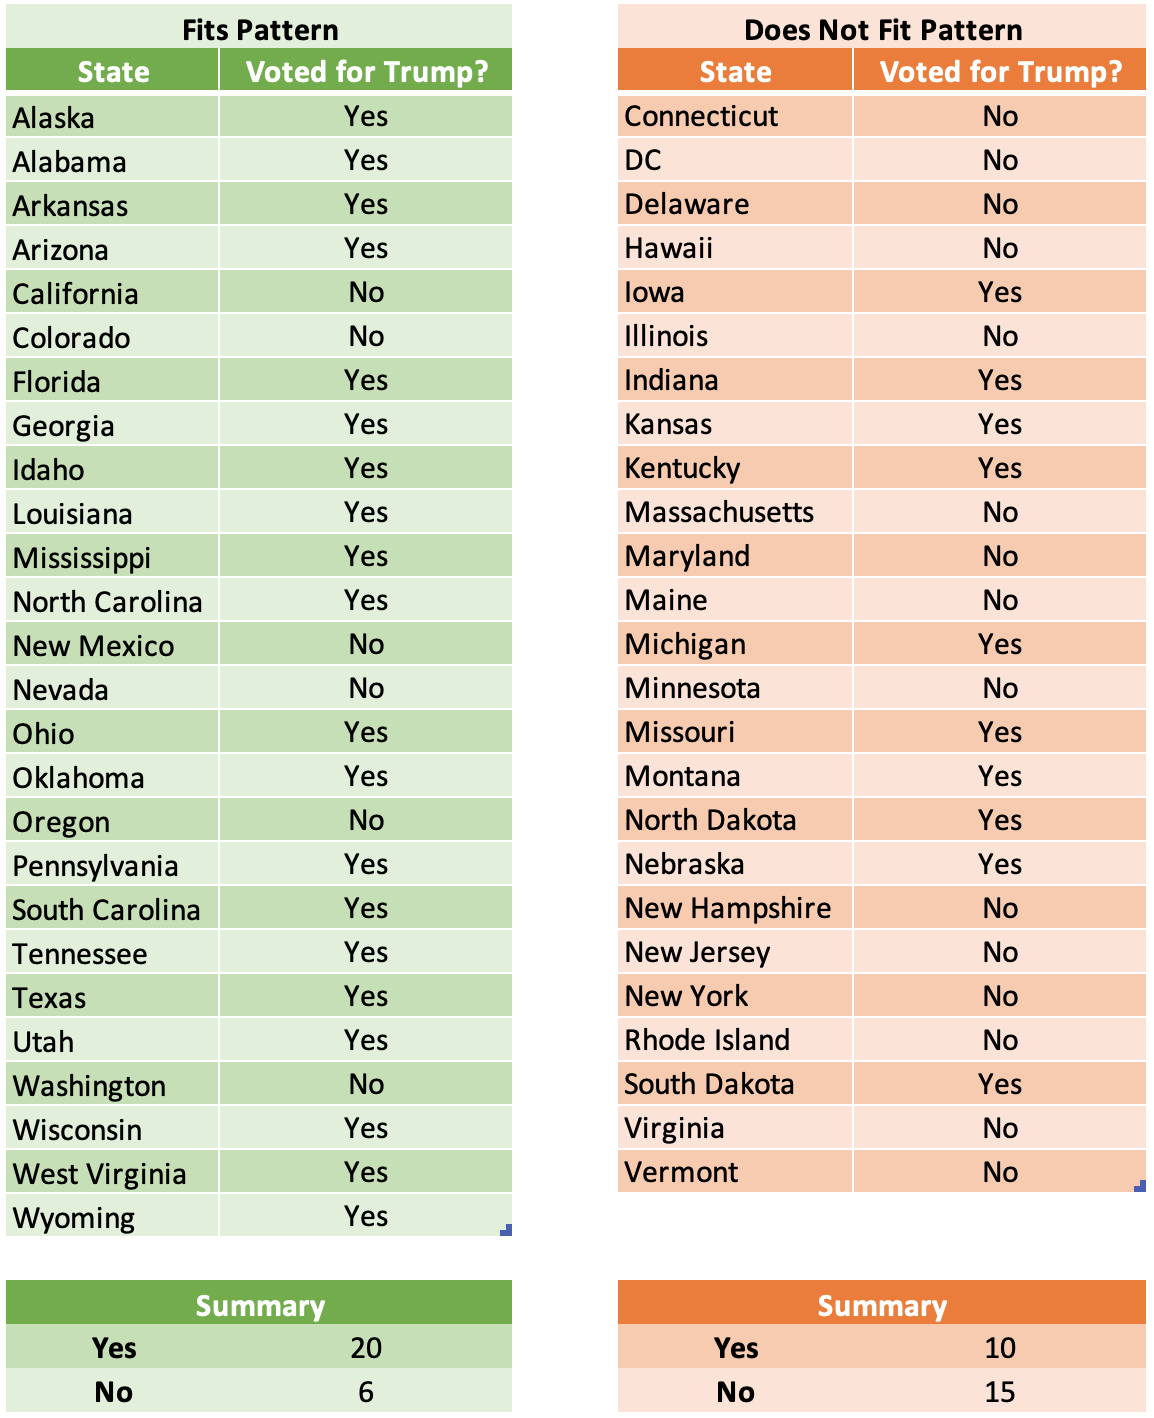 Fits Pattern
State Voted for Trump?
Alaska Yes
Alabama Yes
Arkansas Yes
Arizona Yes
California No
Colorado No
Florida Yes
Georgia Yes
Idaho Yes
Louisiana Yes
Mississippi Yes
North Carolina Yes
New Mexico No
Nevada No
Ohio Yes
Oklahoma Yes
Oregon No
Pennsylvania Yes
South Carolina Yes
Tennessee Yes
Texas Yes
Utah Yes
Washington No
Wisconsin Yes
West Virginia Yes
Wyoming Yes
Summary
Yes 20
No 6
Does Not Fit Pattern
State Voted for Trump?
Connecticut No
DC No
Delaware No
Hawaii No
Iowa Yes
Illinois No
Indiana Yes
Kansas Yes
Kentucky Yes
Massachusetts No
Maryland No
Maine No
Michigan Yes
Minnesota No
Missouri Yes
Montana Yes
North Dakota Yes
Nebraska Yes
New Hampshire No
New Jersey No
New York No
Rhode Island No
South Dakota Yes
Virginia No
Vermont No
Summary
Yes 10
No 15